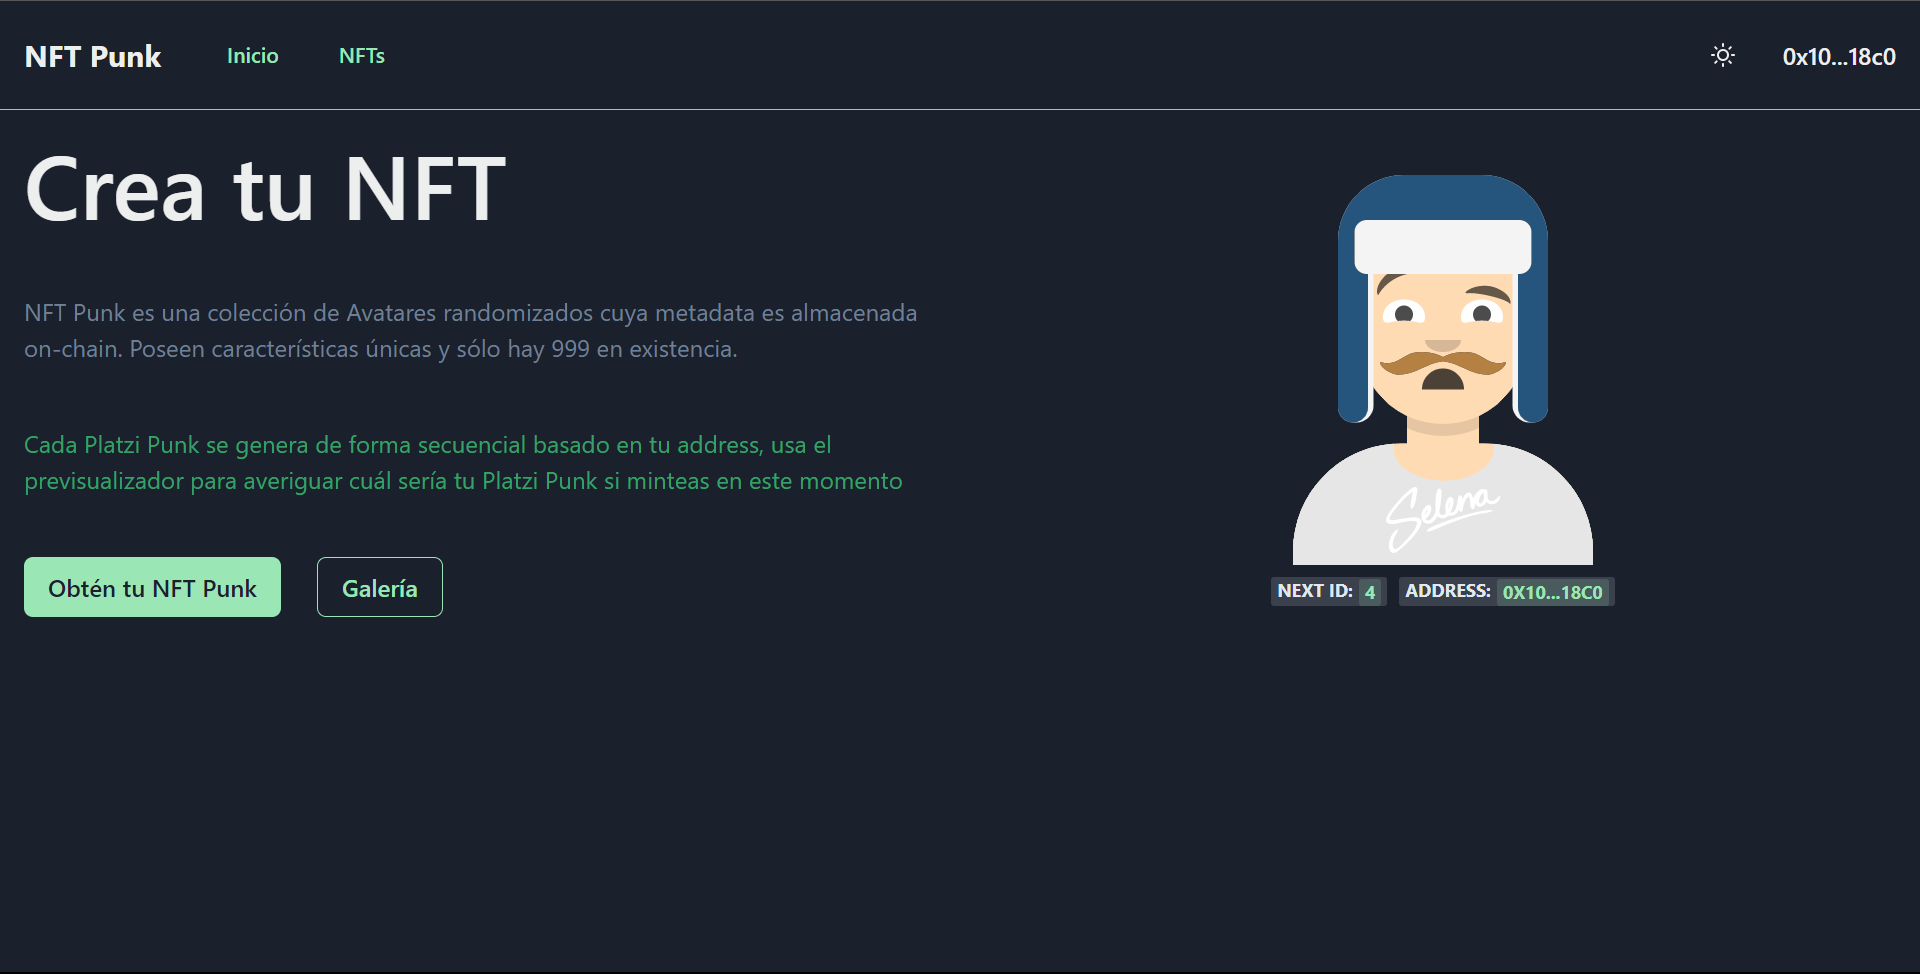 NFT Punk
Inicio
NFTs
0x10...18c0
Crea tu NFT
NFT Punk es una colección de Avatares randomizados cuya metadata es almacenada
on-chain. Poseen características únicas y sólo hay 999 en existencia.
Cada Platzi Punk se genera de forma secuencial basado en tu address, usa el
previsualizador para averiguar cuál sería tu Platzi Punk si minteas en este momento
Obtén tu NFT Punk
Galería
Selena
NEXT ID: 4
ADDRESS: 0X10...18C0